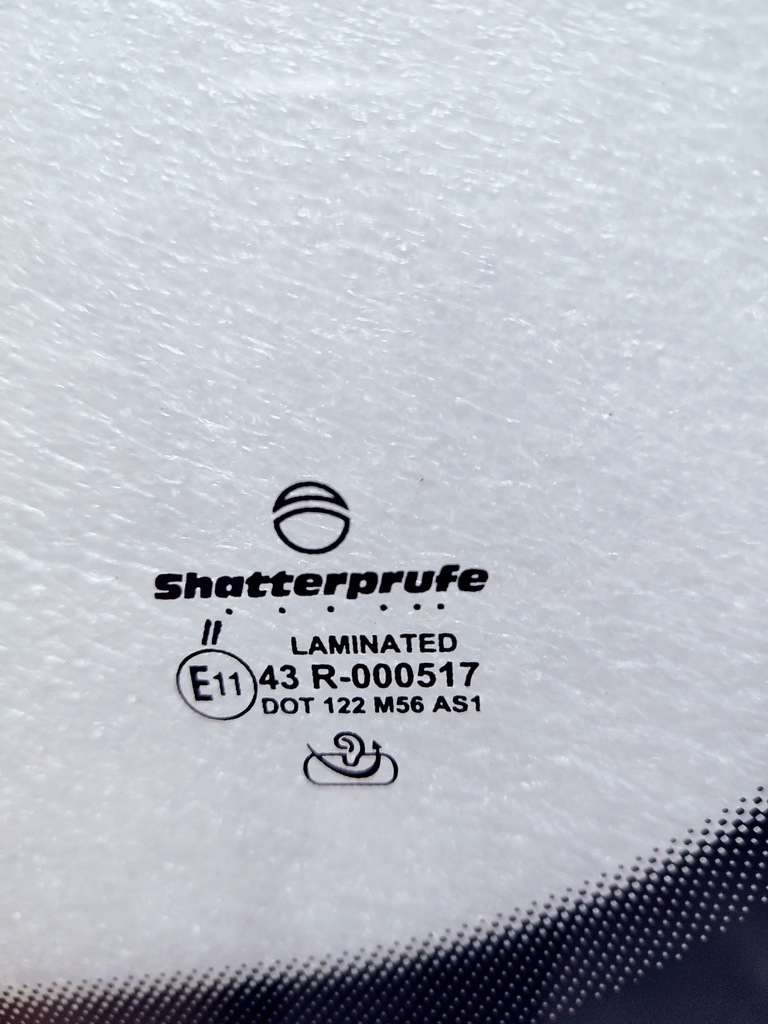 Shatterprufe
II
LAMINATED
E11 43 R-000517
DOT 122 M56 AS1